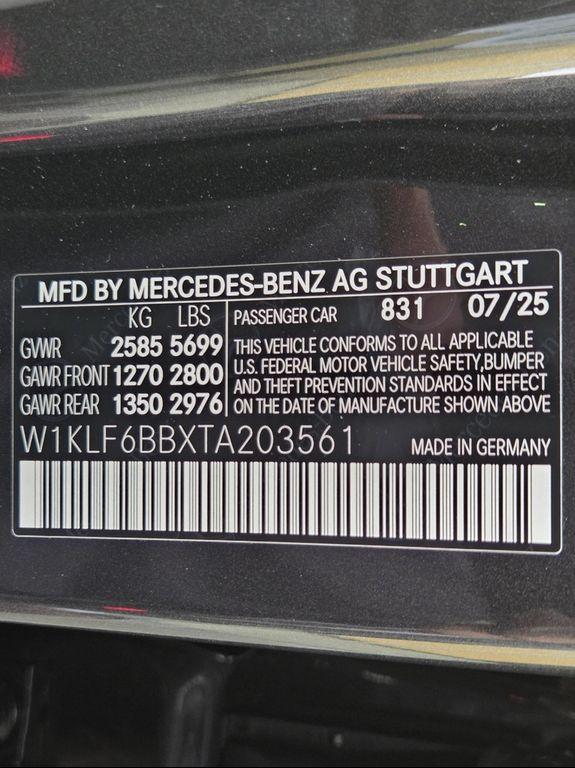 MFD BY MERCEDES-BENZ AG STUTTGART
KG LBS
GVWR 2585 5699
GAWR FRONT 1270 2800
GAWR REAR 1350 2976
PASSENGER CAR 831 07/25
THIS VEHICLE CONFORMS TO ALL APPLICABLE
U.S. FEDERAL MOTOR VEHICLE SAFETY,BUMPER
AND THEFT PREVENTION STANDARDS IN EFFECT
ON THE DATE OF MANUFACTURE SHOWN ABOVE
W1KLF6BBXTA203561
MADE IN GERMANY